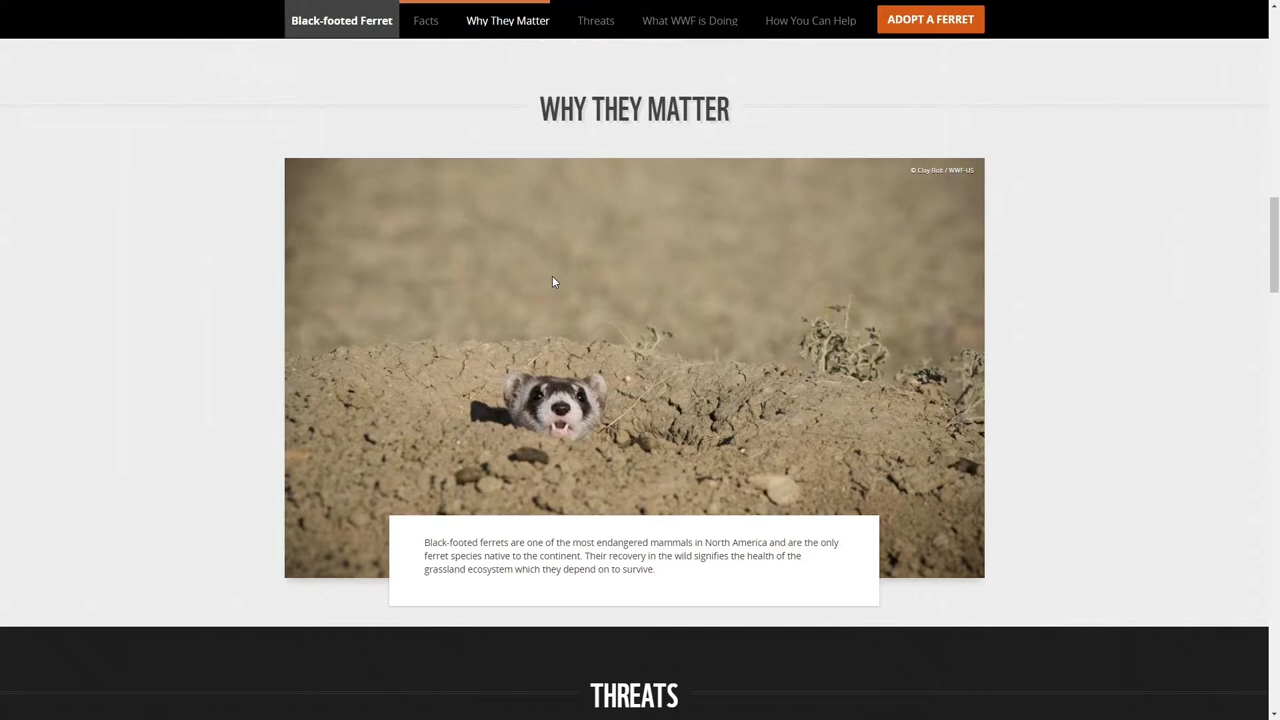 Black-footed Ferret Facts Why They Matter Threats What WWF is Doing How You Can Help ADOPT A FERRET
WHY THEY MATTER
© Clay Bolt / WWF-US
Black-footed ferrets are one of the most endangered mammals in North America and are the only
ferret species native to the continent. Their recovery in the wild signifies the health of the
grassland ecosystem which they depend on to survive.
THREATS